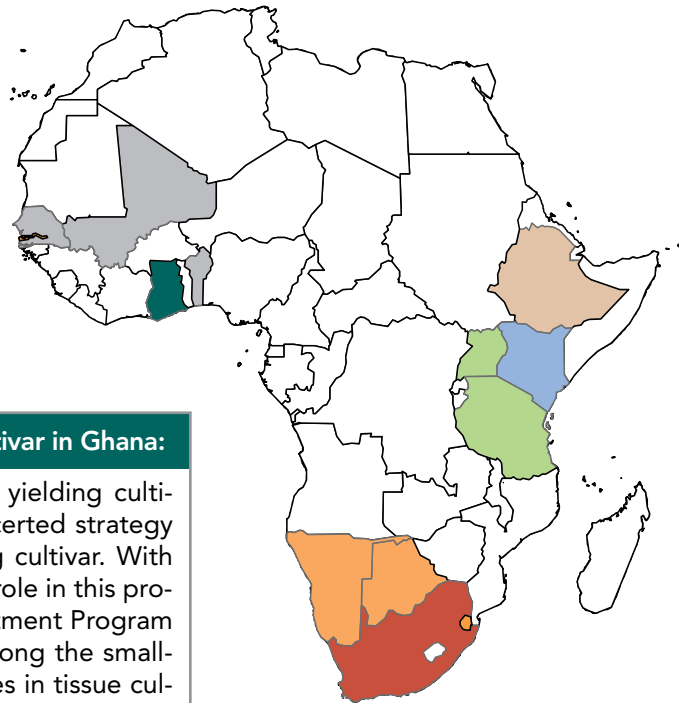 tivar in Ghana:
yielding culti-
certed strategy
g cultivar. With
role in this pro-
tment Program
ong the small-
es in tissue cul-